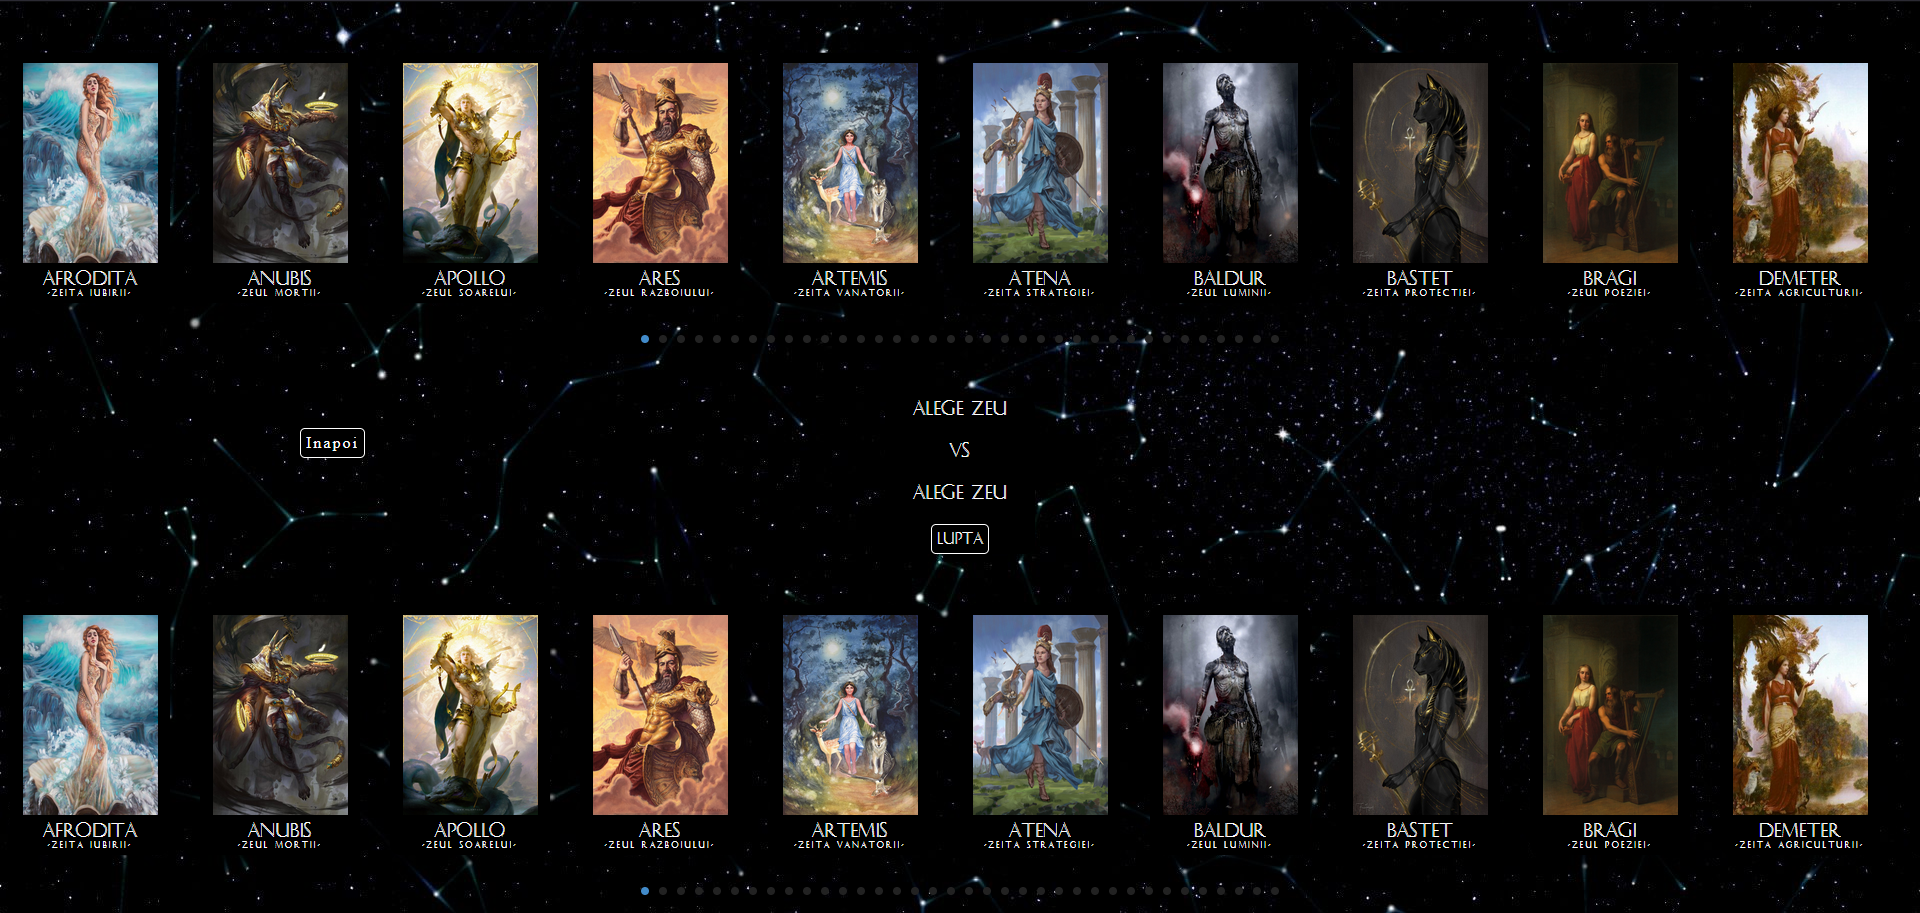 AFRODITA
-ZEITA IUBIRII-
ANUBIS
-ZEUL MORTII-
APOLLO
-ZEUL SOARELUI-
ARES
-ZEUL RAZBOIULUI-
ARTEMIS
-ZEITA VANATORII-
ATENA
-ZEITA STRATEGIEI-
BALDUR
-ZEUL LUMINII-
BASTET
-ZEITA PROTECTIEI-
BRAGI
-ZEUL POEZIEI-
DEMETER
-ZEITA AGRICULTURII-
Inapoi
ALEGE ZEU
VS
ALEGE ZEU
LUPTA
AFRODITA
-ZEITA IUBIRII-
ANUBIS
-ZEUL MORTII-
APOLLO
-ZEUL SOARELUI-
ARES
-ZEUL RAZBOIULUI-
ARTEMIS
-ZEITA VANATORII-
ATENA
-ZEITA STRATEGIEI-
BALDUR
-ZEUL LUMINII-
BASTET
-ZEITA PROTECTIEI-
BRAGI
-ZEUL POEZIEI-
DEMETER
-ZEITA AGRICULTURII-